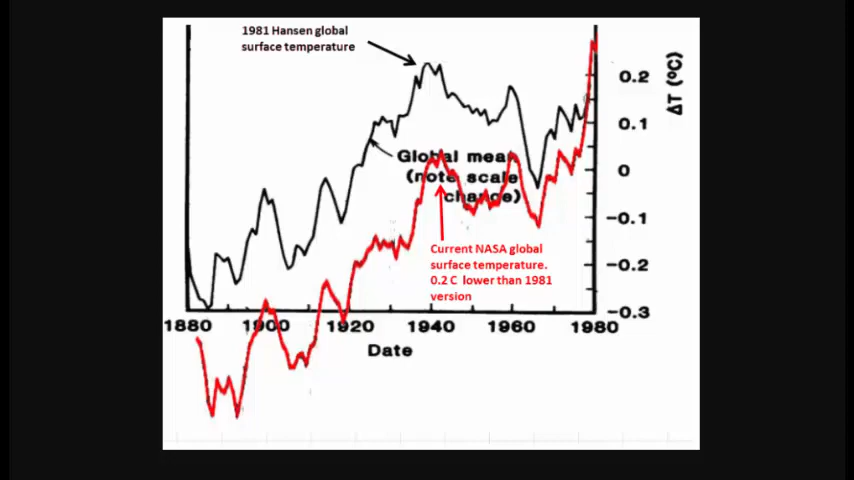 1981 Hansen global
surface temperature
0.2
0.1
0
-0.1
-0.2
-0.3
ΔT (ºC)
Global mean
(note scale
change)
Current NASA global
surface temperature.
0.2 C lower than 1981
version
1880 1900 1920 1940 1960 1980
Date